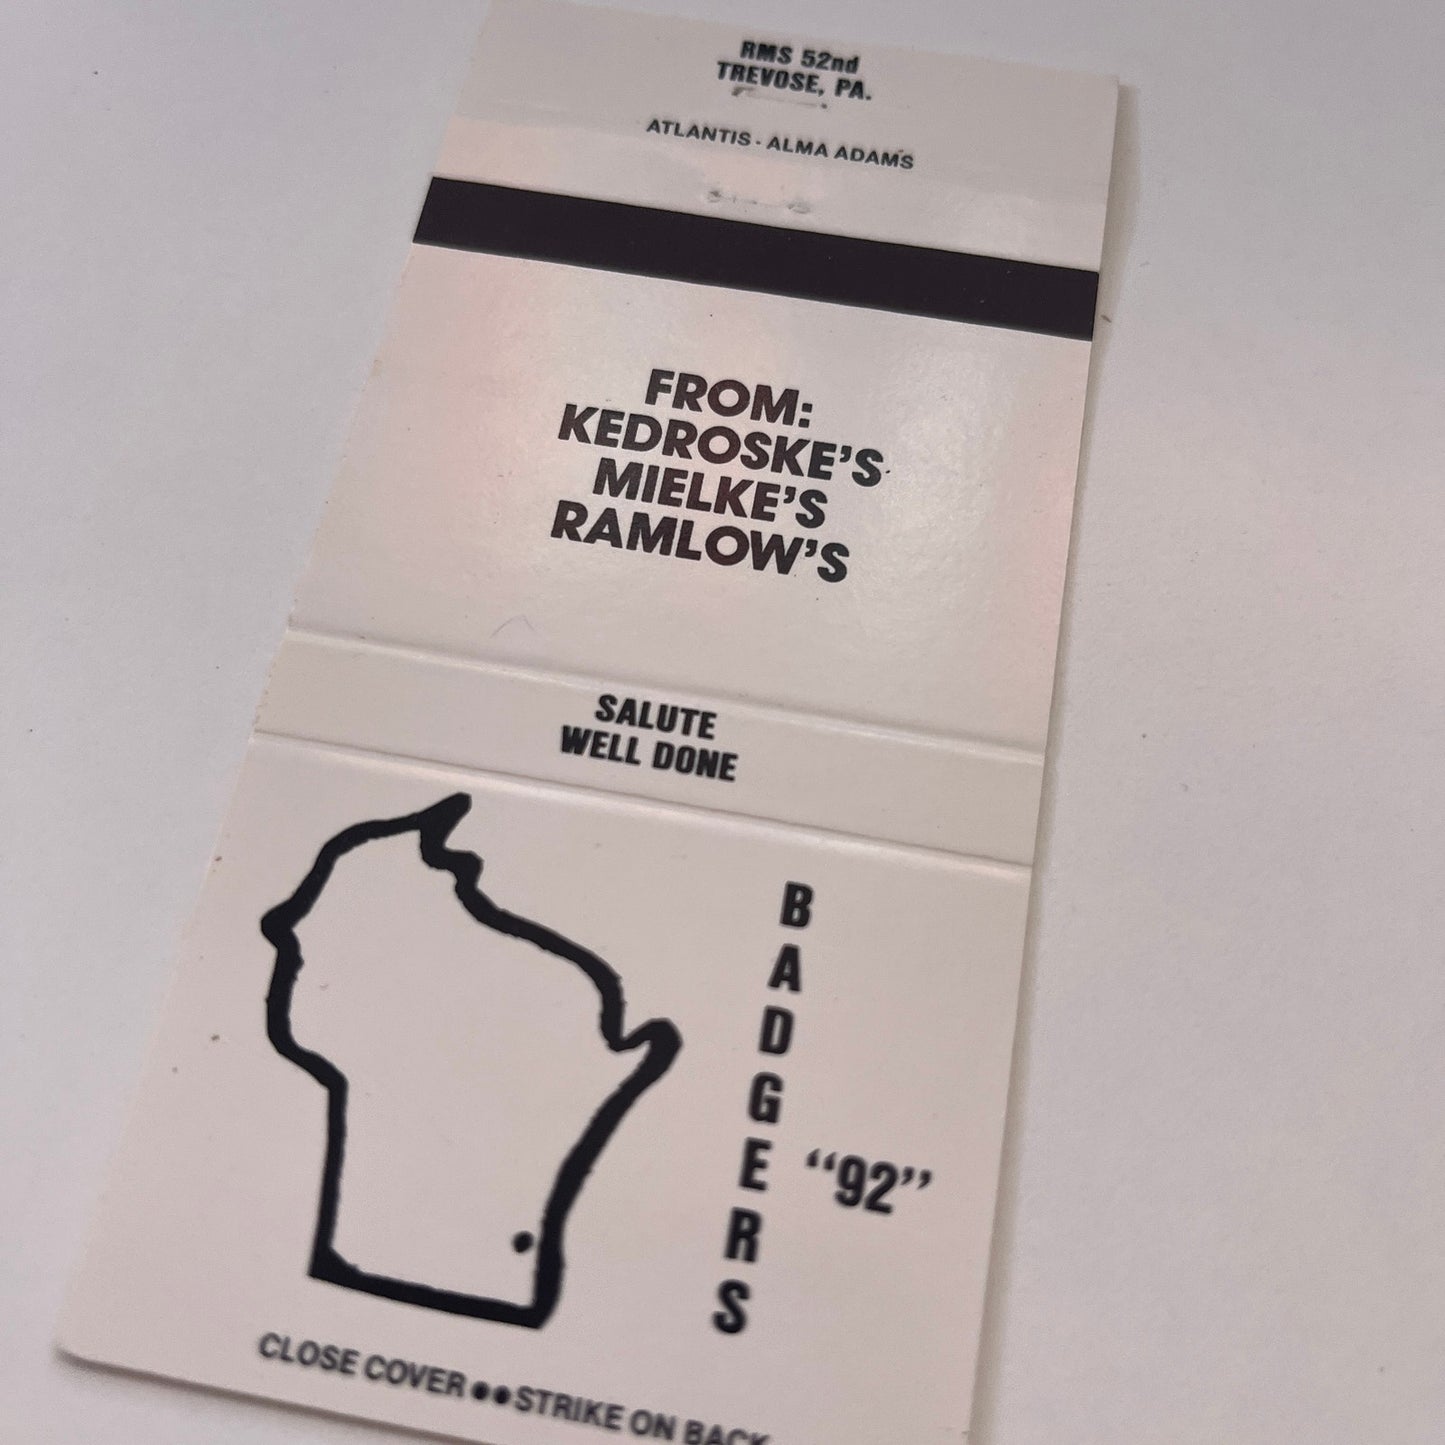 RMS 52nd
TREVOSE, PA.
ATLANTIS - ALMA ADAMS
FROM:
KEDROSKE'S
MIELKE'S
RAMLOW'S
SALUTE
WELL DONE
BADGERS
“92”
CLOSE COVER●●STRIKE ON BACK